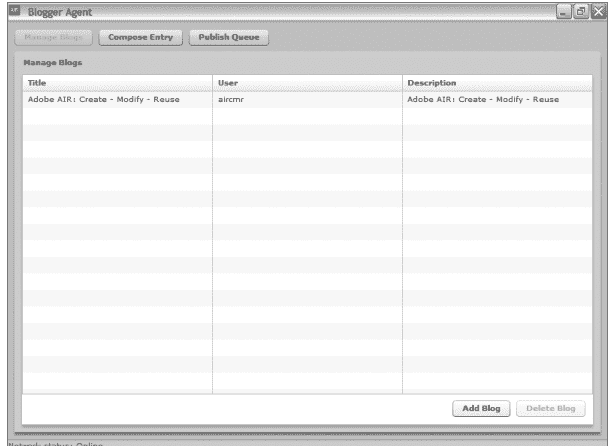 Blogger Agent
Manage Blogs Compose Entry Publish Queue
Manage Blogs
Title User Description
Adobe AIR: Create - Modify - Reuse aircmr Adobe AIR: Create - Modify - Reuse
Add Blog Delete Blog
Network status: Online